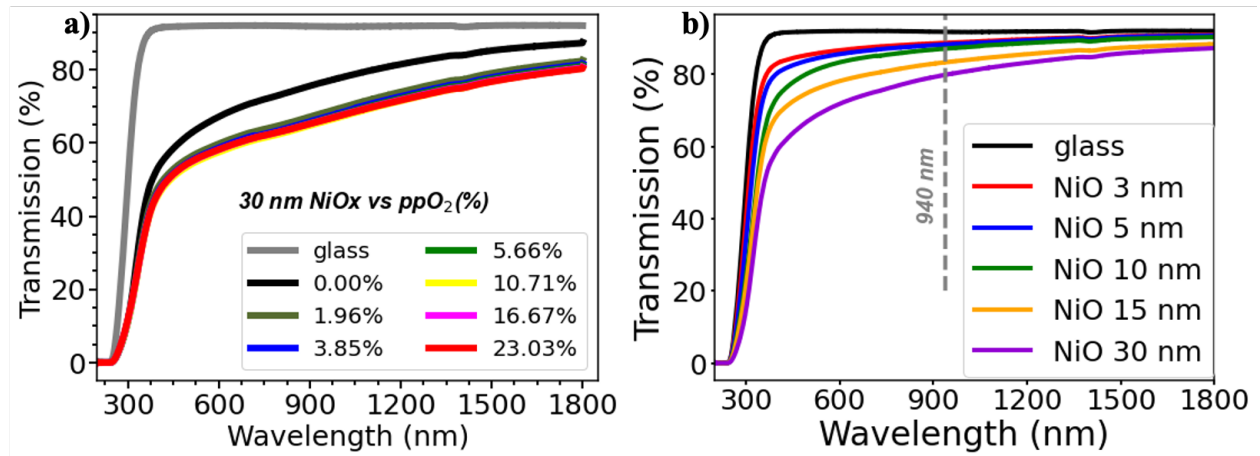 a)
Transmission (%)
80
60
40
20
0
30 nm NiOx vs ppO₂(%)
glass
0.00%
1.96%
3.85%
5.66%
10.71%
16.67%
23.03%
300 600 900 1200 1500 1800
Wavelength (nm)
b)
Transmission (%)
80
60
40
20
0
940 nm
glass
NiO 3 nm
NiO 5 nm
NiO 10 nm
NiO 15 nm
NiO 30 nm
300 600 900 1200 1500 1800
Wavelength (nm)